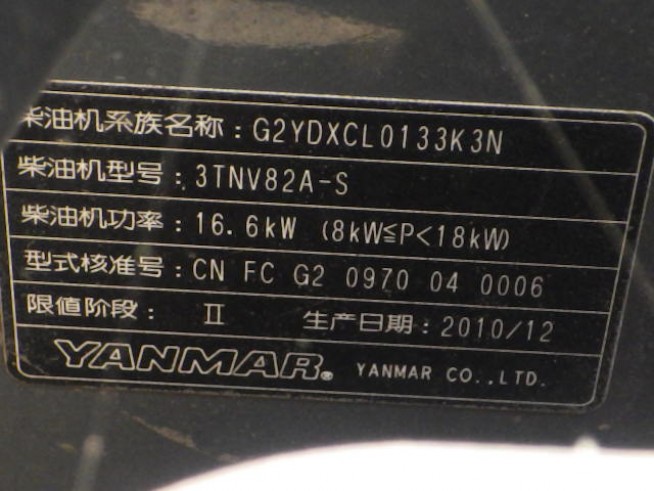 柴油机系族名称：G2YDXCL0133K3N
柴油机型号：3TNV82A-S
柴油机功率：16.6kW (8kW≦P<18kW)
型式核准号：CN FC G2 0970 04 0006
限值阶段： Ⅱ 生产日期：2010/12
YANMAR® YANMAR CO.,LTD.